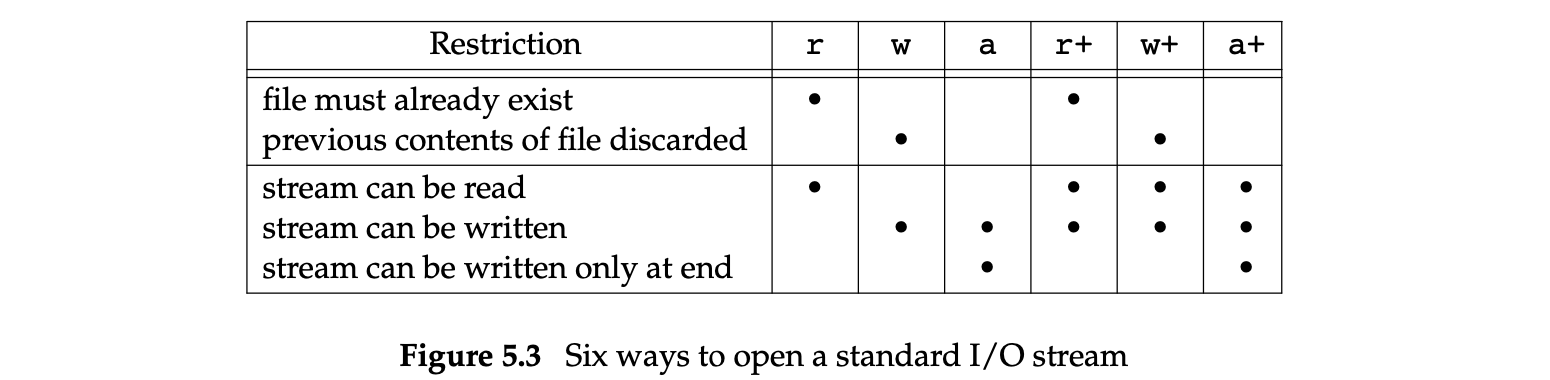 Restriction r w a r+ w+ a+
file must already exist • •
previous contents of file discarded • •
stream can be read • • • •
stream can be written • • • • •
stream can be written only at end • •
Figure 5.3 Six ways to open a standard I/O stream